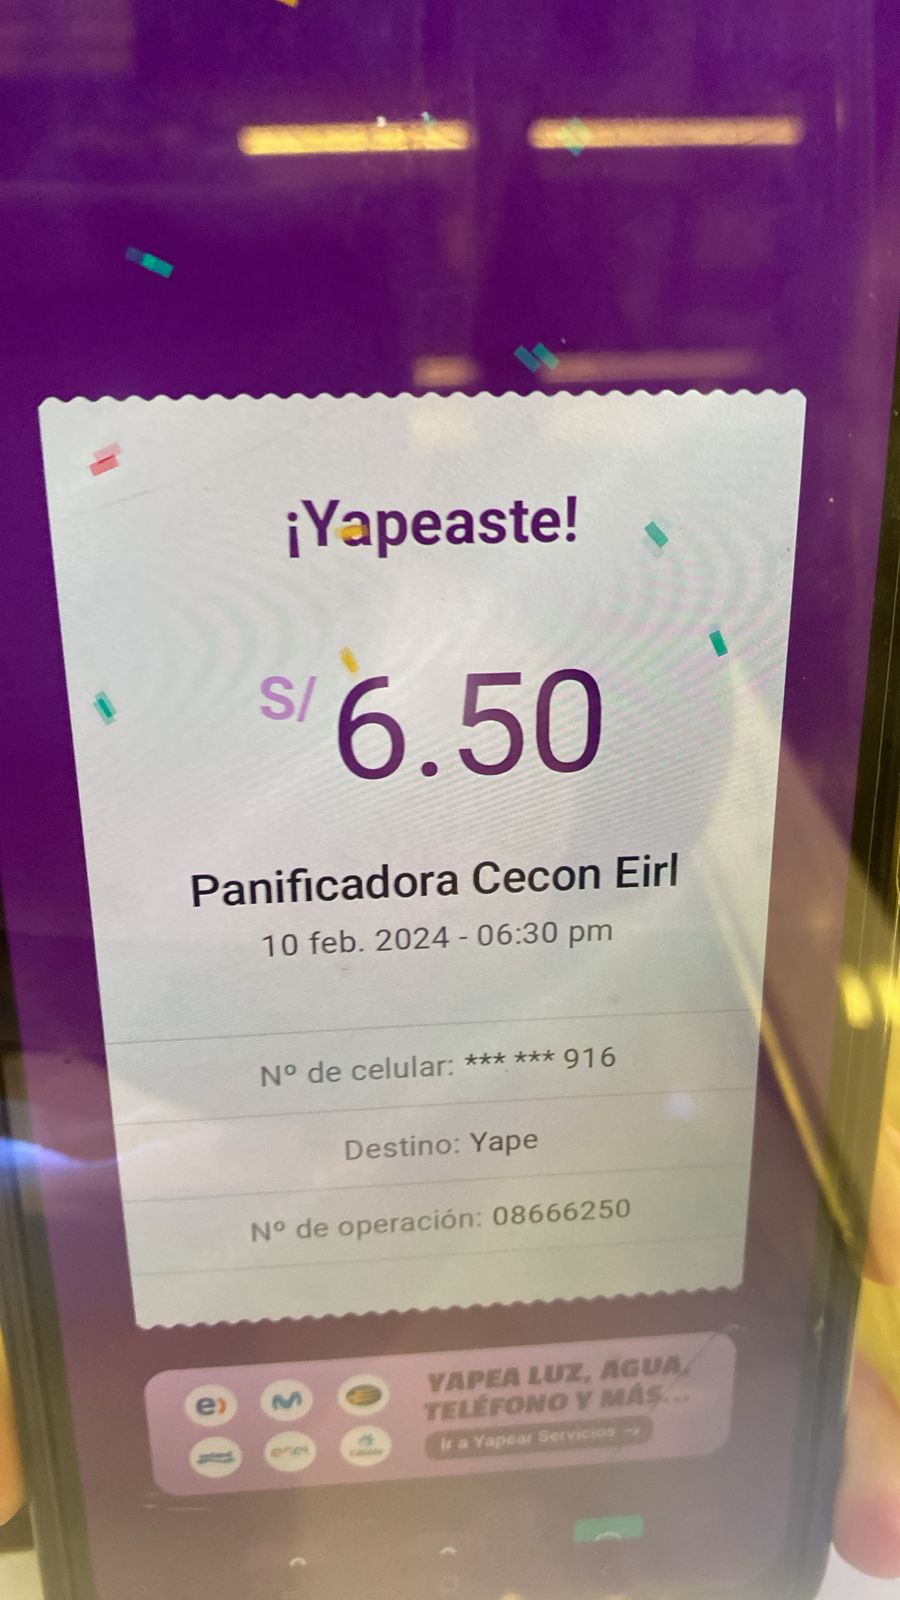 ¡Yapeaste!
S/ 6.50
Panificadora Cecon Eirl
10 feb. 2024 - 06:30 pm
Nº de celular: *** *** 916
Destino: Yape
Nº de operación: 08666250
e)
YAPEA LUZ, AGUA,
TELÉFONO Y MÁS...
Ir a Yapear Servicios
enel